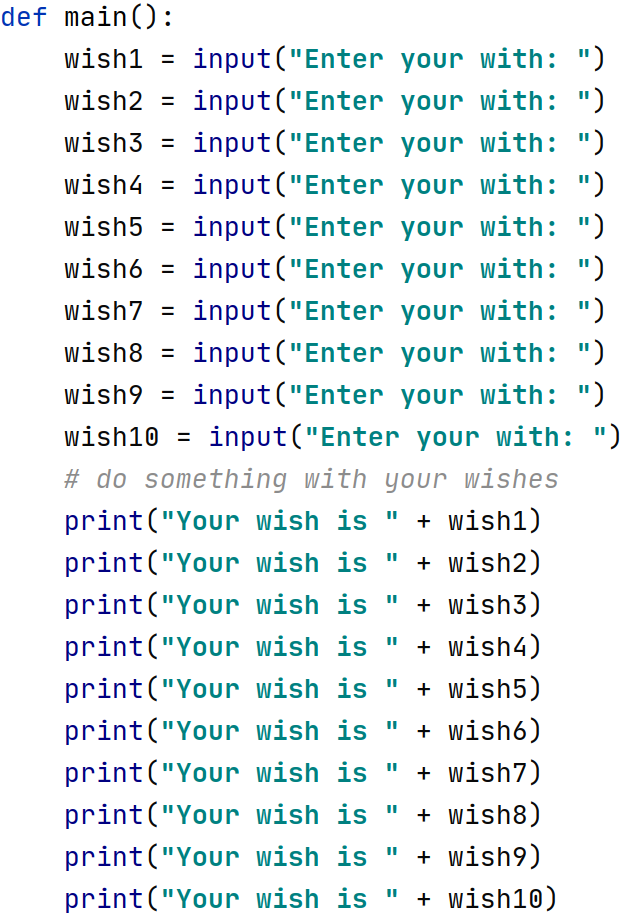 def main():
    wish1 = input("Enter your with: ")
    wish2 = input("Enter your with: ")
    wish3 = input("Enter your with: ")
    wish4 = input("Enter your with: ")
    wish5 = input("Enter your with: ")
    wish6 = input("Enter your with: ")
    wish7 = input("Enter your with: ")
    wish8 = input("Enter your with: ")
    wish9 = input("Enter your with: ")
    wish10 = input("Enter your with: ")
    # do something with your wishes
    print("Your wish is " + wish1)
    print("Your wish is " + wish2)
    print("Your wish is " + wish3)
    print("Your wish is " + wish4)
    print("Your wish is " + wish5)
    print("Your wish is " + wish6)
    print("Your wish is " + wish7)
    print("Your wish is " + wish8)
    print("Your wish is " + wish9)
    print("Your wish is " + wish10)